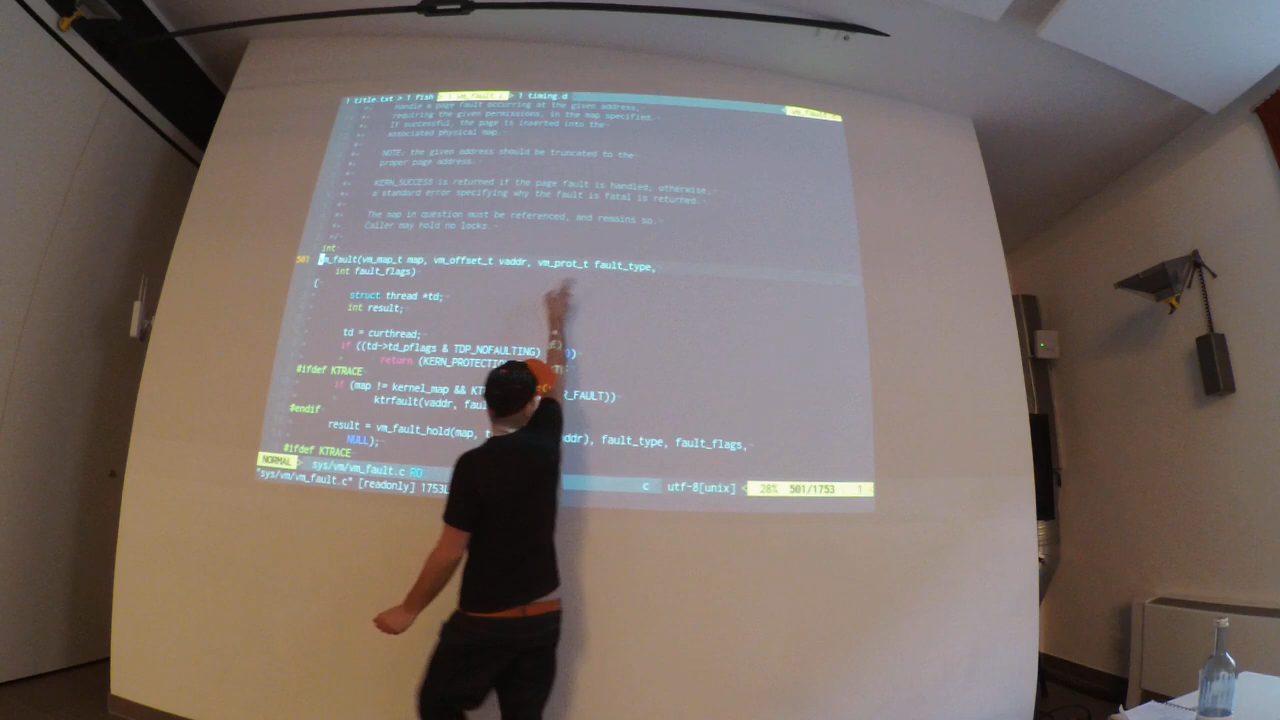 1 title.txt > 1 fish > 1 vm_fault.c > 1 timing.d
vm_fault.c
Handle a page fault occurring at the given address,
requiring the given permissions, in the map specified.
If successful, the page is inserted into the
associated physical map.
NOTE: the given address should be truncated to the
proper page address.
KERN_SUCCESS is returned if the page fault is handled; otherwise,
a standard error specifying why the fault is fatal is returned.
The map in question must be referenced, and remains so.
Caller may hold no locks.
*/
int
501 vm_fault(vm_map_t map, vm_offset_t vaddr, vm_prot_t fault_type,
int fault_flags)
{
struct thread *td;
int result;
td = curthread;
if ((td->td_pflags & TDP_NOFAULTING)
return
#ifdef KTRACE
if (map != kernel_map &&
ktrfault(vaddr,
#endif
result = vm_fault_hold(map, fault_type, fault_flags,
NULL);
#ifdef KTRACE
NORMAL > sys/vm/vm_fault.c RO c utf-8[unix] < 28% 501/1753 1
"sys/vm/vm_fault.c" [readonly]